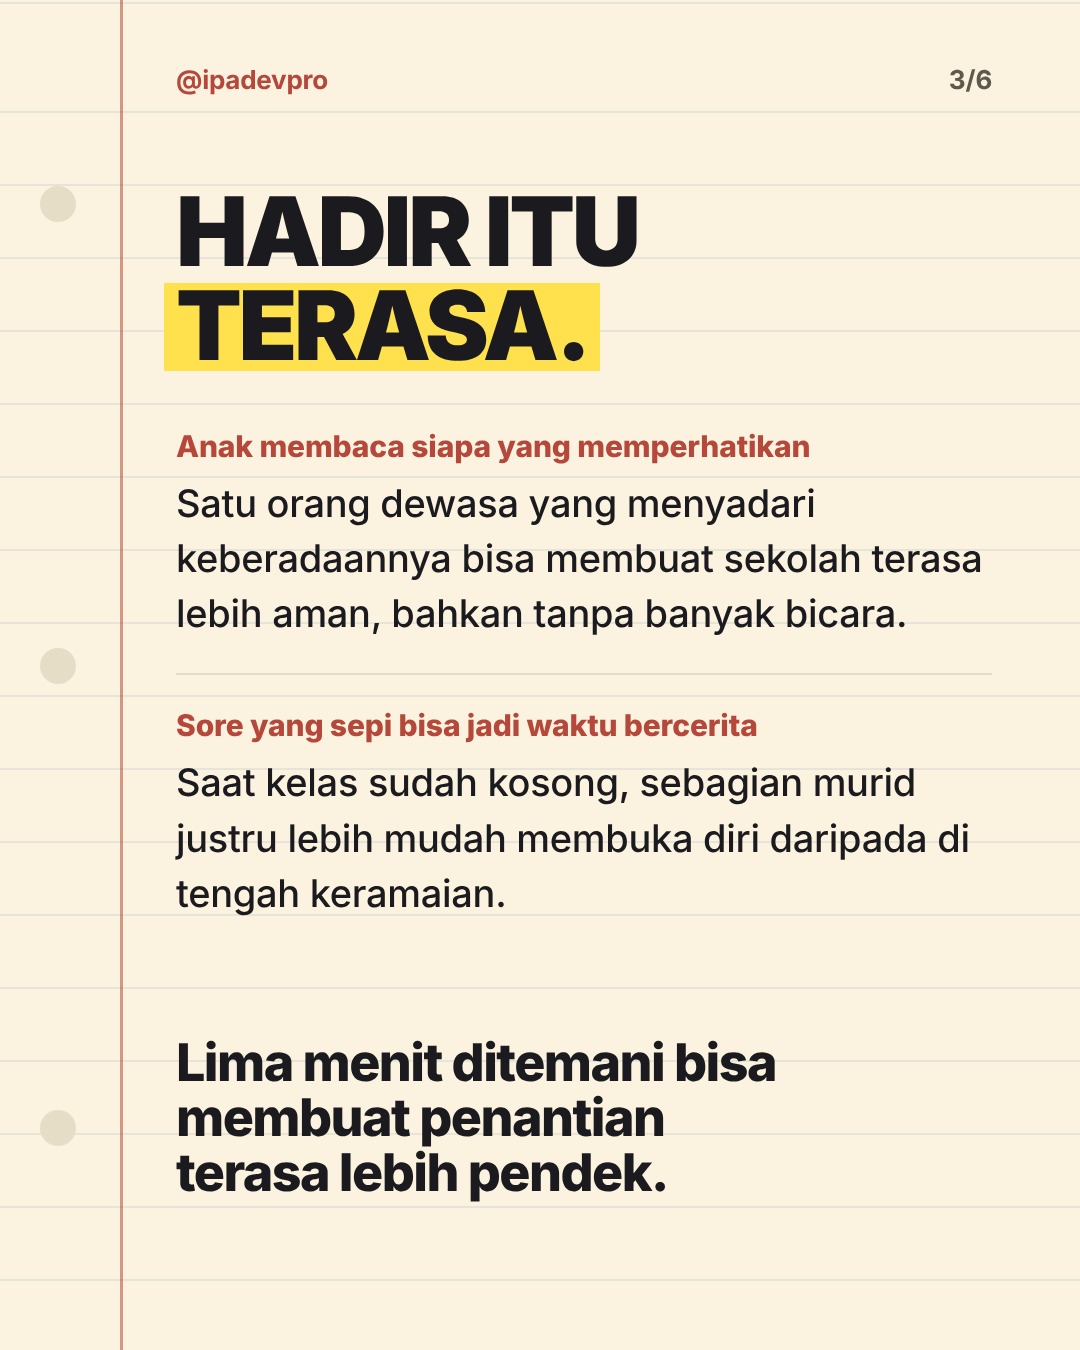 @ipadevpro
3/6
HADIR ITU
TERASA.
Anak membaca siapa yang memperhatikan
Satu orang dewasa yang menyadari
keberadaannya bisa membuat sekolah terasa
lebih aman, bahkan tanpa banyak bicara.
Sore yang sepi bisa jadi waktu bercerita
Saat kelas sudah kosong, sebagian murid
justru lebih mudah membuka diri daripada di
tengah keramaian.
Lima menit ditemani bisa
membuat penantian
terasa lebih pendek.